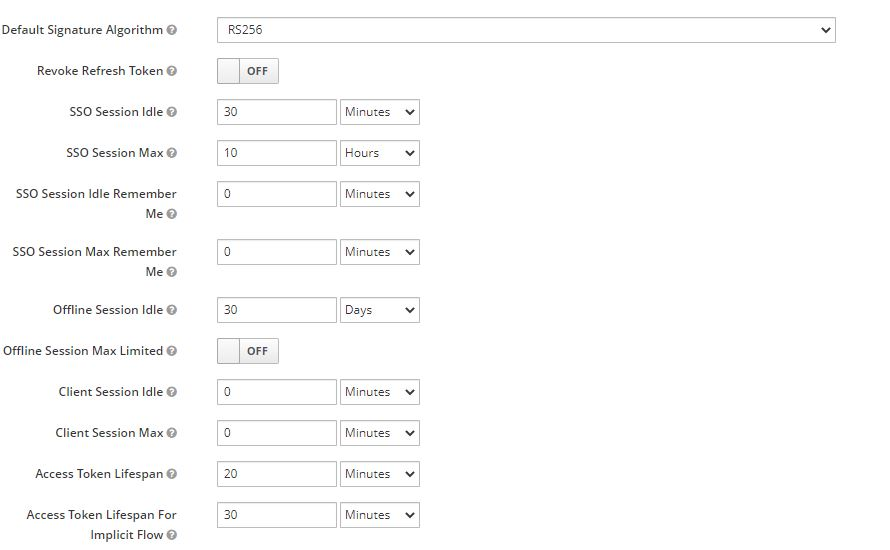 Default Signature Algorithm RS256
Revoke Refresh Token OFF
SSO Session Idle 30 Minutes
SSO Session Max 10 Hours
SSO Session Idle Remember 0 Minutes
Me
SSO Session Max Remember 0 Minutes
Me
Offline Session Idle 30 Days
Offline Session Max Limited OFF
Client Session Idle 0 Minutes
Client Session Max 0 Minutes
Access Token Lifespan 20 Minutes
Access Token Lifespan For 30 Minutes
Implicit Flow